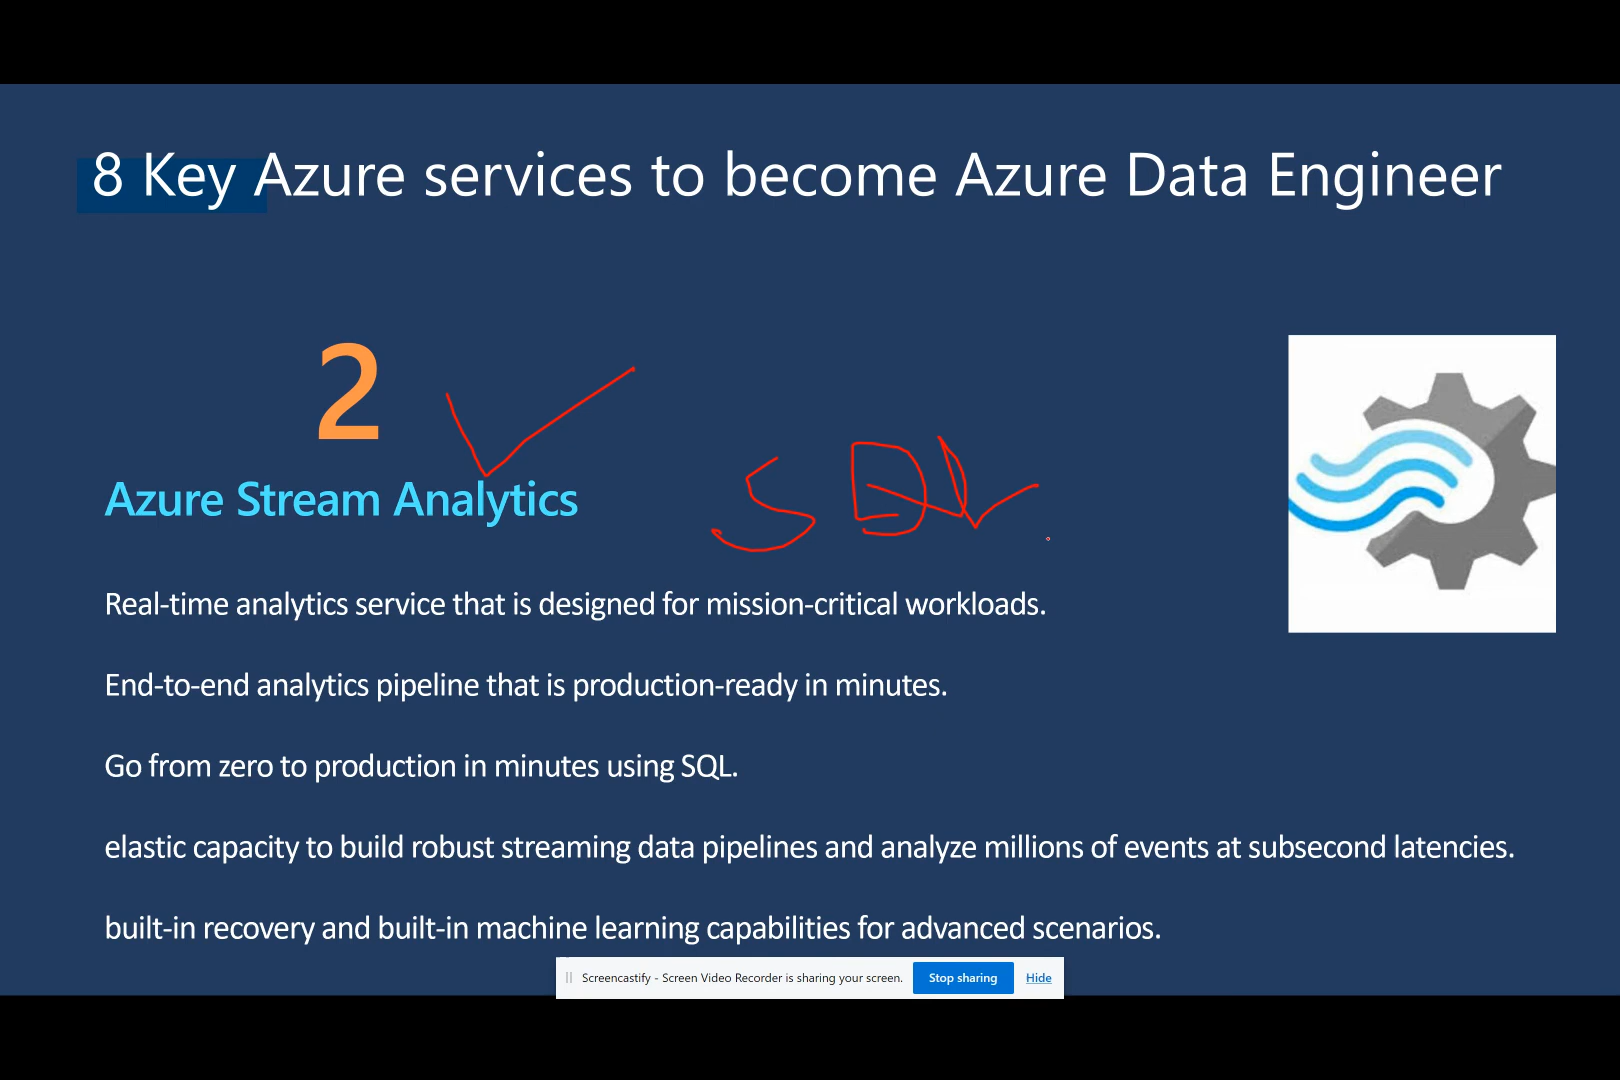 8 Key Azure services to become Azure Data Engineer
2
SQL
Azure Stream Analytics
Real-time analytics service that is designed for mission-critical workloads.
End-to-end analytics pipeline that is production-ready in minutes.
Go from zero to production in minutes using SQL.
elastic capacity to build robust streaming data pipelines and analyze millions of events at subsecond latencies.
built-in recovery and built-in machine learning capabilities for advanced scenarios.
Screencastify - Screen Video Recorder is sharing your screen. Stop sharing Hide